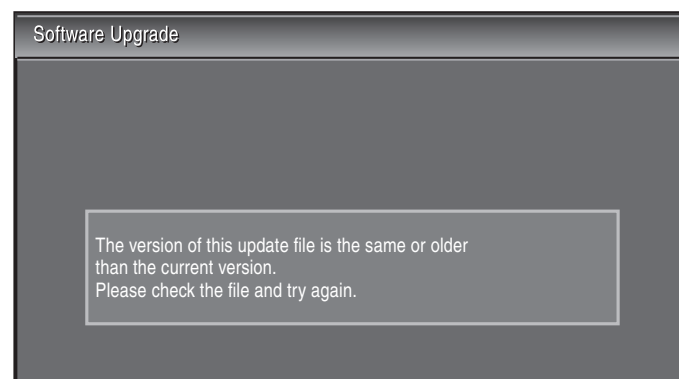 Software Upgrade
The version of this update file is the same or older
than the current version.
Please check the file and try again.